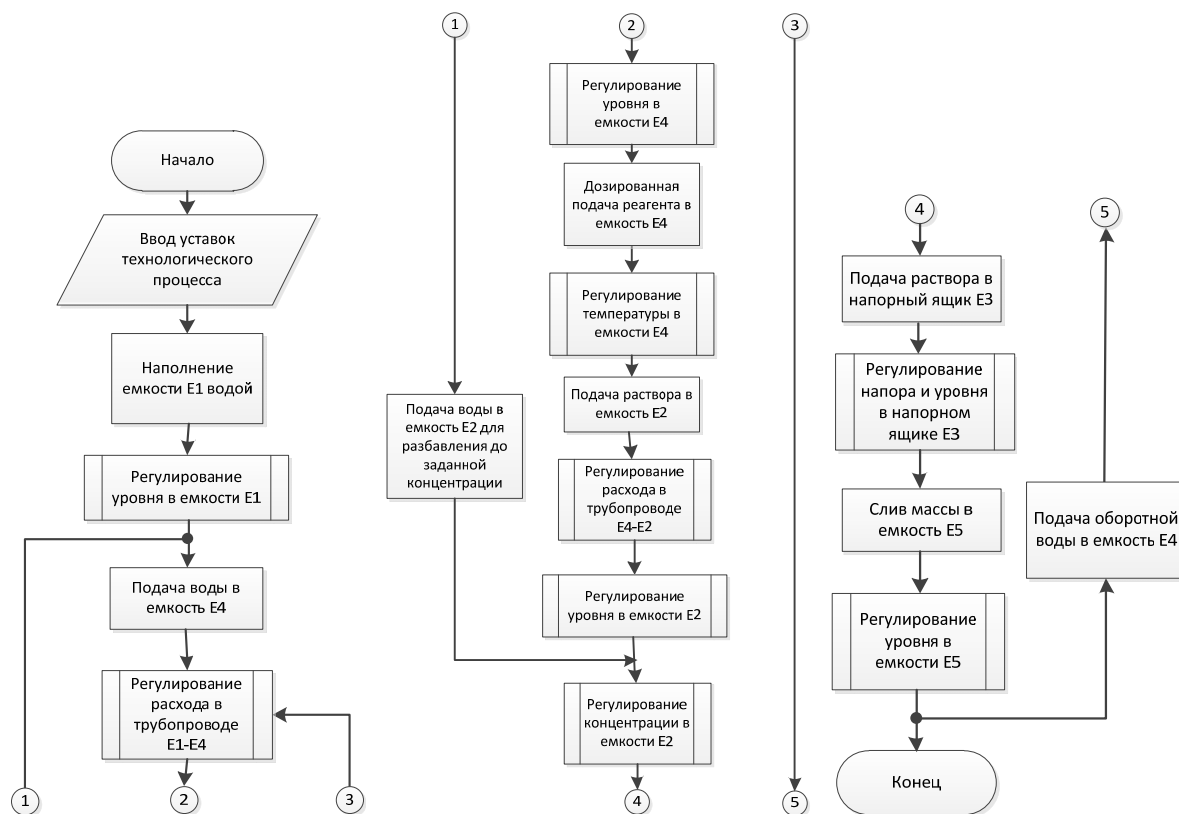 Начало
Ввод уставок
технологического
процесса
Наполнение
емкости Е1 водой
Регулирование
уровня в емкости Е1
Подача воды в
емкость Е4
Регулирование
расхода в
трубопроводе
Е1-Е4
1
2
3
1
Подача воды в
емкость Е2 для
разбавления до
заданной
концентрации
2
Регулирование
уровня в
емкости Е4
Дозированная
подача реагента в
емкость Е4
Регулирование
температуры в
емкости Е4
Подача раствора в
емкость Е2
Регулирование
расхода в
трубопроводе
Е4-Е2
Регулирование
уровня в емкости Е2
Регулирование
концентрации в
емкости Е2
4
3
5
4
Подача раствора в
напорный ящик Е3
Регулирование
напора и уровня
в напорном
ящике Е3
Слив массы в
емкость Е5
Регулирование
уровня в
емкости Е5
Конец
5
Подача оборотной
воды в емкость Е4